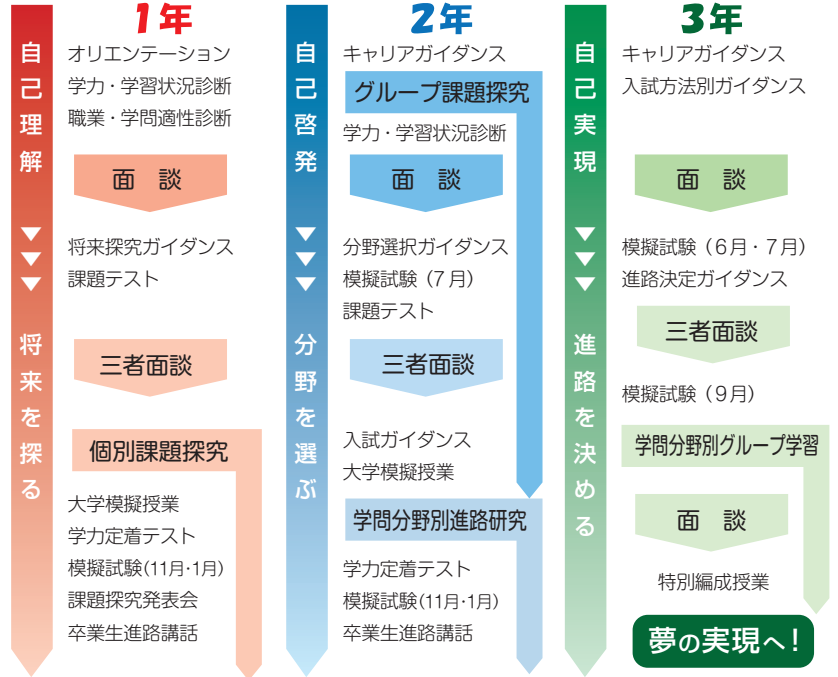 1年
自己理解
▼▼▼
将来を探る
オリエンテーション
学力・学習状況診断
職業・学問適性診断
面 談
将来探究ガイダンス
課題テスト
三者面談
個別課題探究
大学模擬授業
学力定着テスト
模擬試験(11月･1月)
課題探究発表会
卒業生進路講話
2年
自己啓発
▼▼▼
分野を選ぶ
キャリアガイダンス
グループ課題探究
学力・学習状況診断
面 談
分野選択ガイダンス
模擬試験（7月）
課題テスト
三者面談
入試ガイダンス
大学模擬授業
学問分野別進路研究
学力定着テスト
模擬試験(11月･1月)
卒業生進路講話
3年
自己実現
▼▼▼
進路を決める
キャリアガイダンス
入試方法別ガイダンス
面 談
模擬試験（6月・7月）
進路決定ガイダンス
三者面談
模擬試験（9月）
学問分野別グループ学習
面 談
特別編成授業
夢の実現へ！